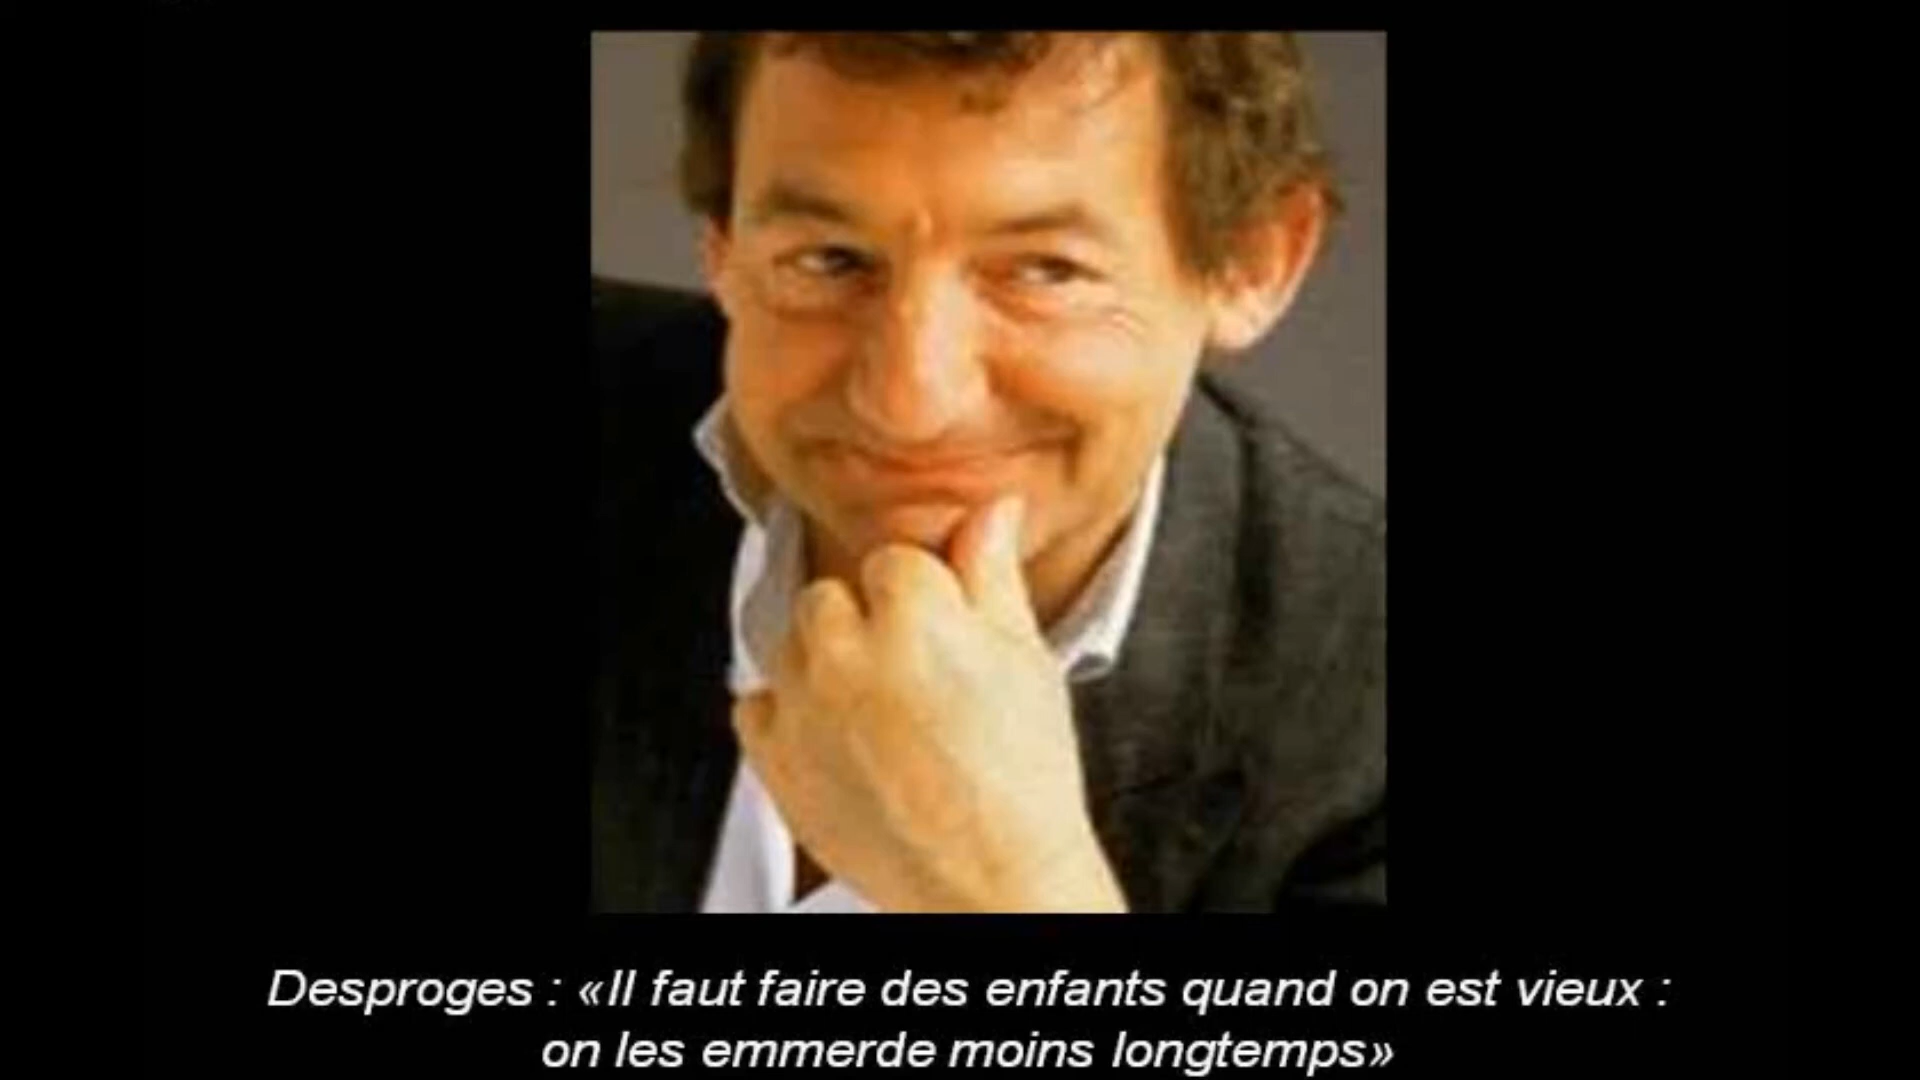 Desproges : «Il faut faire des enfants quand on est vieux :
on les emmerde moins longtemps»